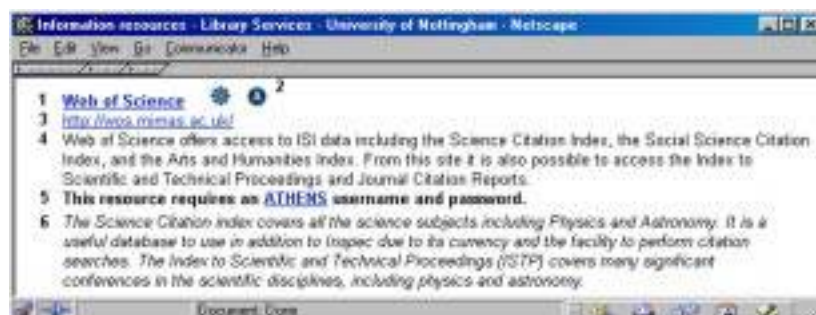 Information resources - Library Services - University of Nottingham - Netscape
File Edit View Go Communicator Help
1 Web of Science 2
3 http://wos.mimas.ac.uk/
4 Web of Science offers access to ISI data including the Science Citation Index, the Social Science Citation
Index, and the Arts and Humanities Index. From this site it is also possible to access the Index to
Scientific and Technical Proceedings and Journal Citation Reports.
5 This resource requires an ATHENS username and password.
6 The Science Citation index covers all the science subjects including Physics and Astronomy. It is a
useful database to use in addition to Inspec due to its currency and the facility to perform citation
searches. The Index to Scientific and Technical Proceedings (ISTP) covers many significant
conferences in the scientific disciplines, including physics and astronomy.
Document: Done